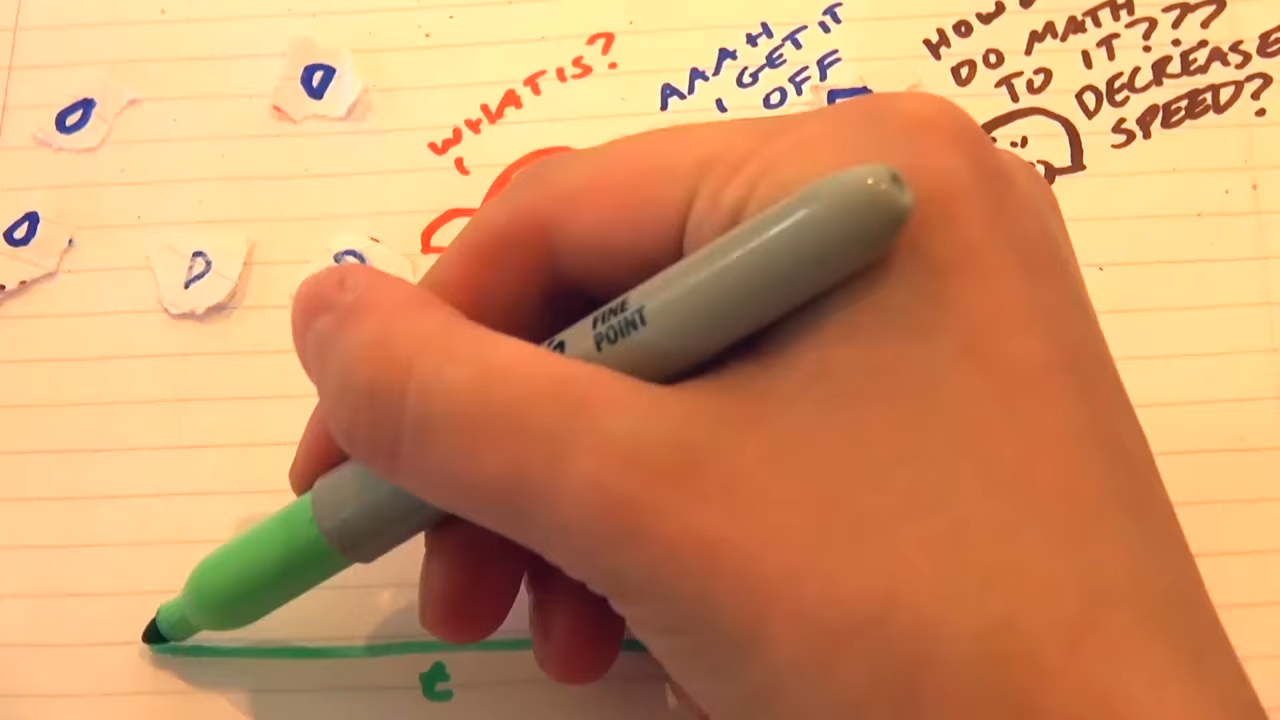 WHAT IS?
AAAH
I GET IT
OFF
DO MATH
TO IT???
DECREASE
SPEED?
FINE
POINT
t